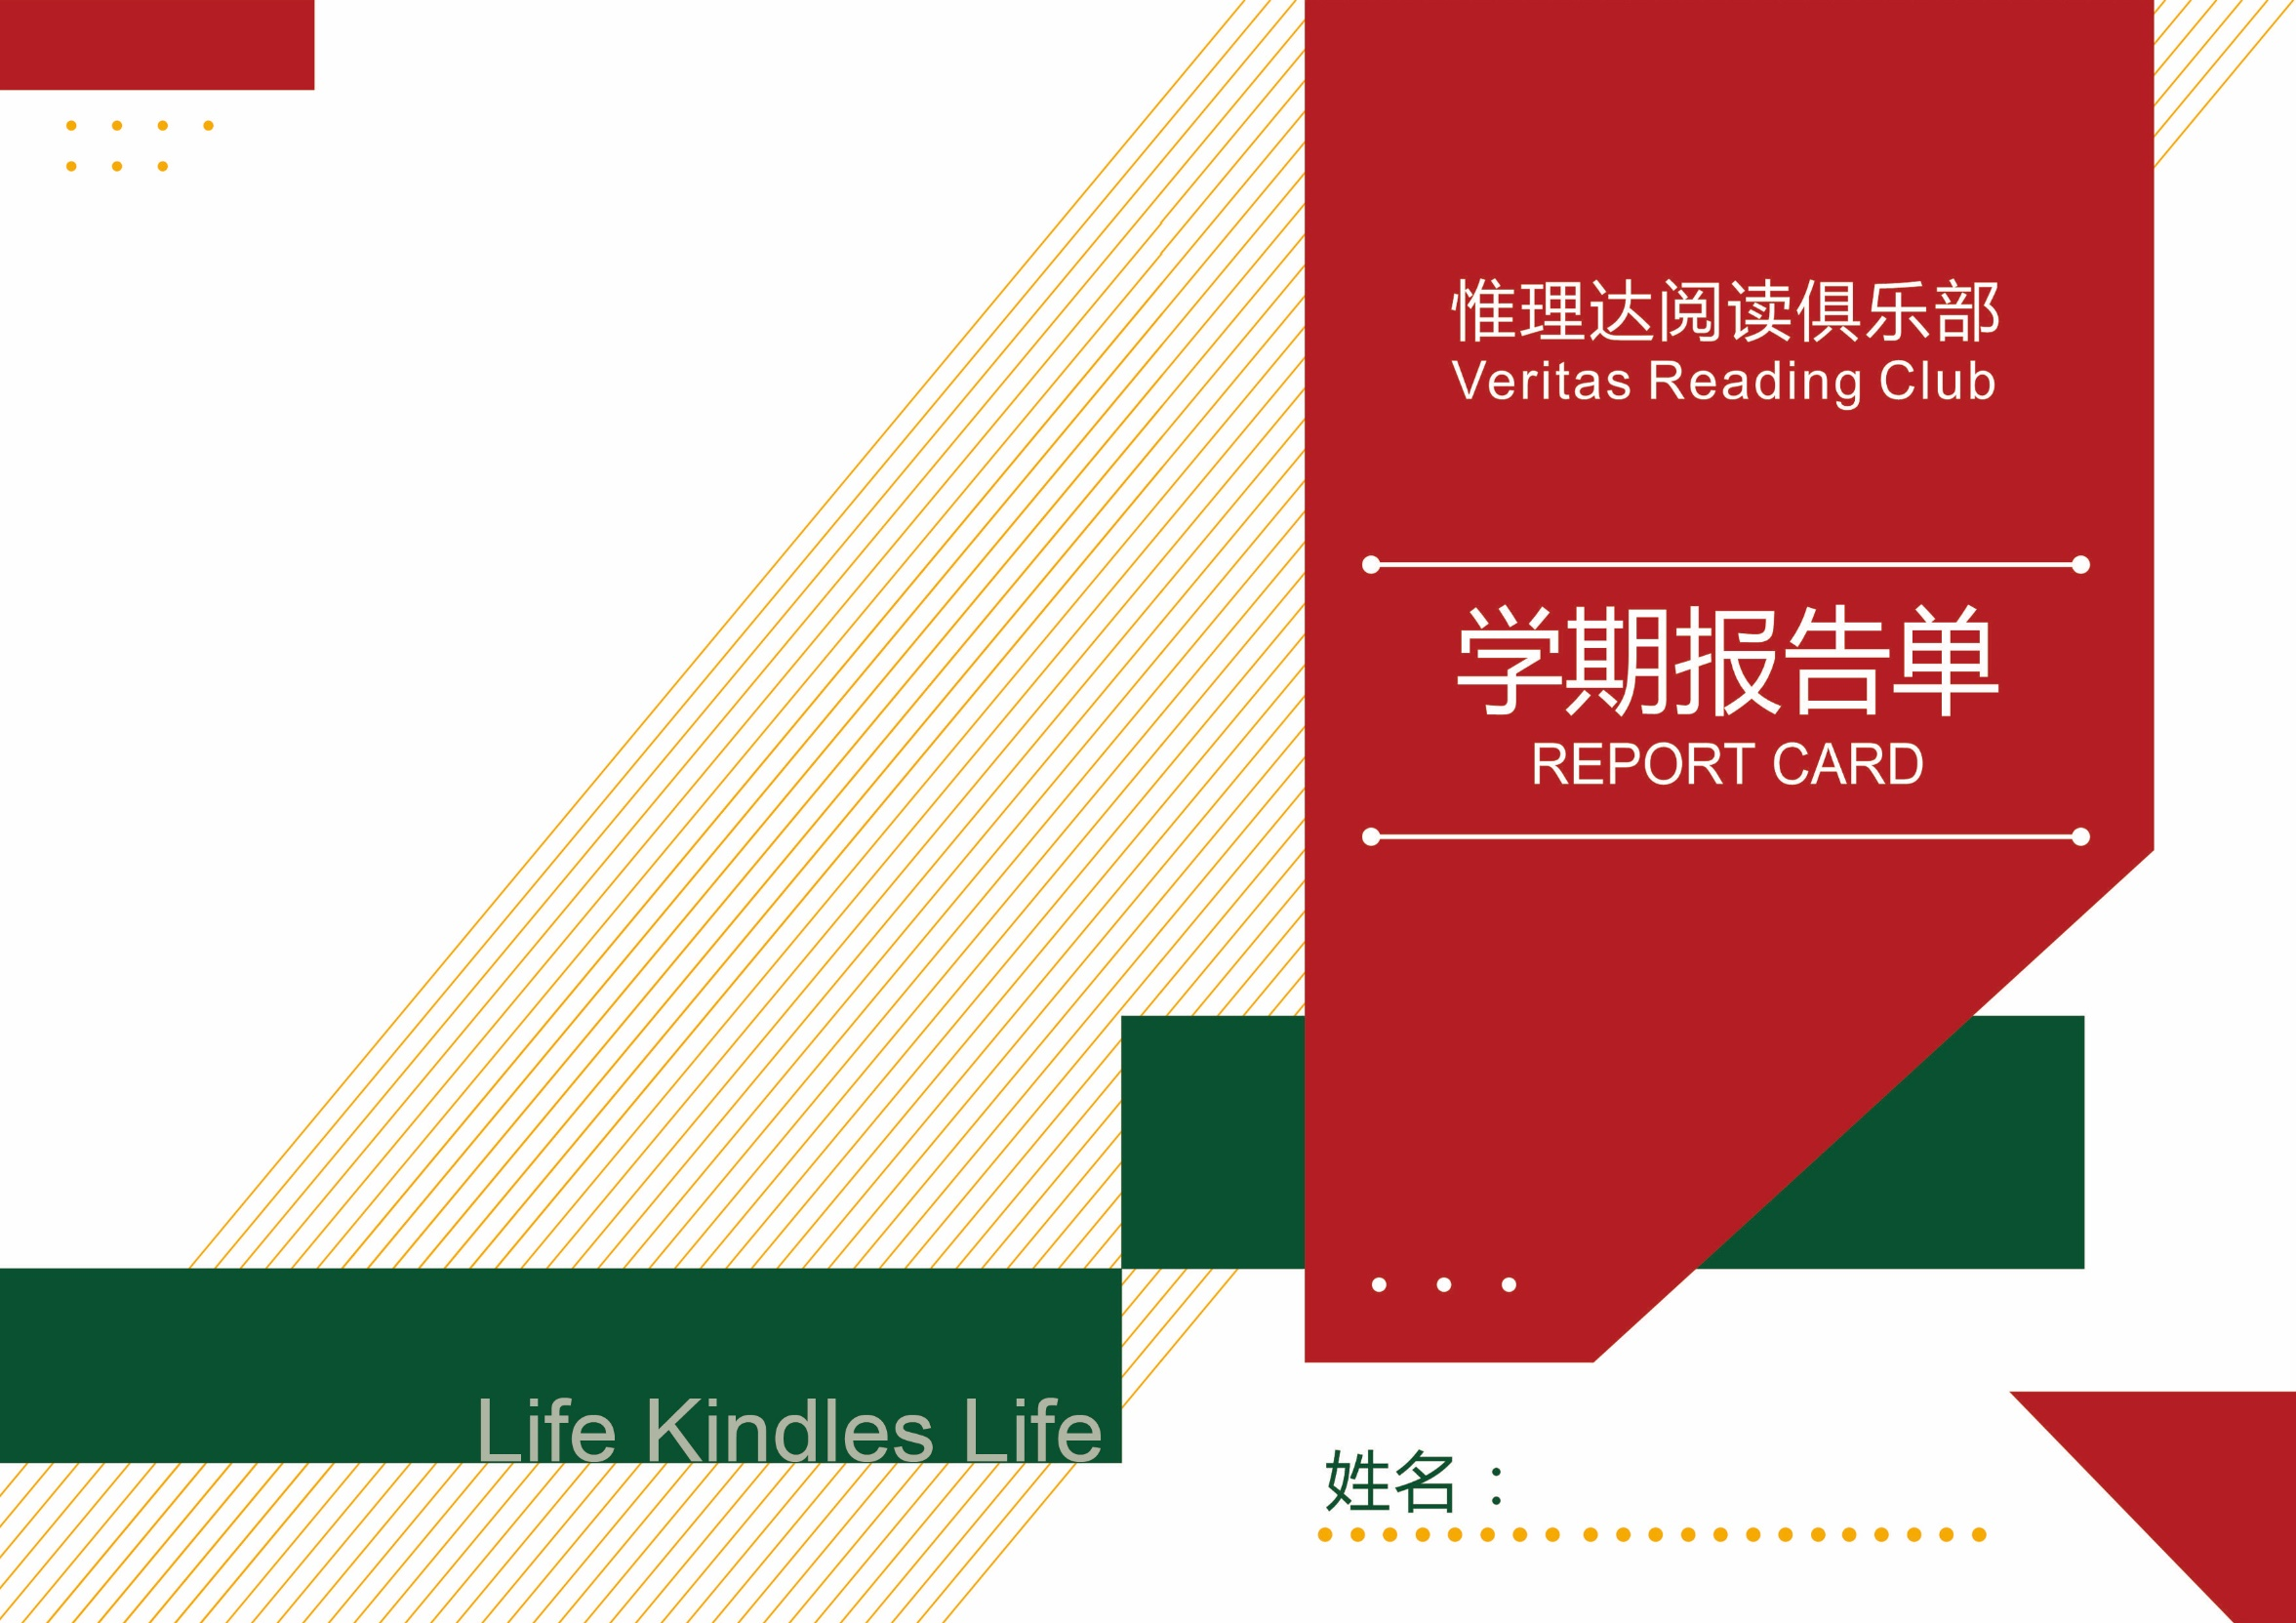 惟理达阅读俱乐部
Veritas Reading Club
学期报告单
REPORT CARD
Life Kindles Life
姓名：